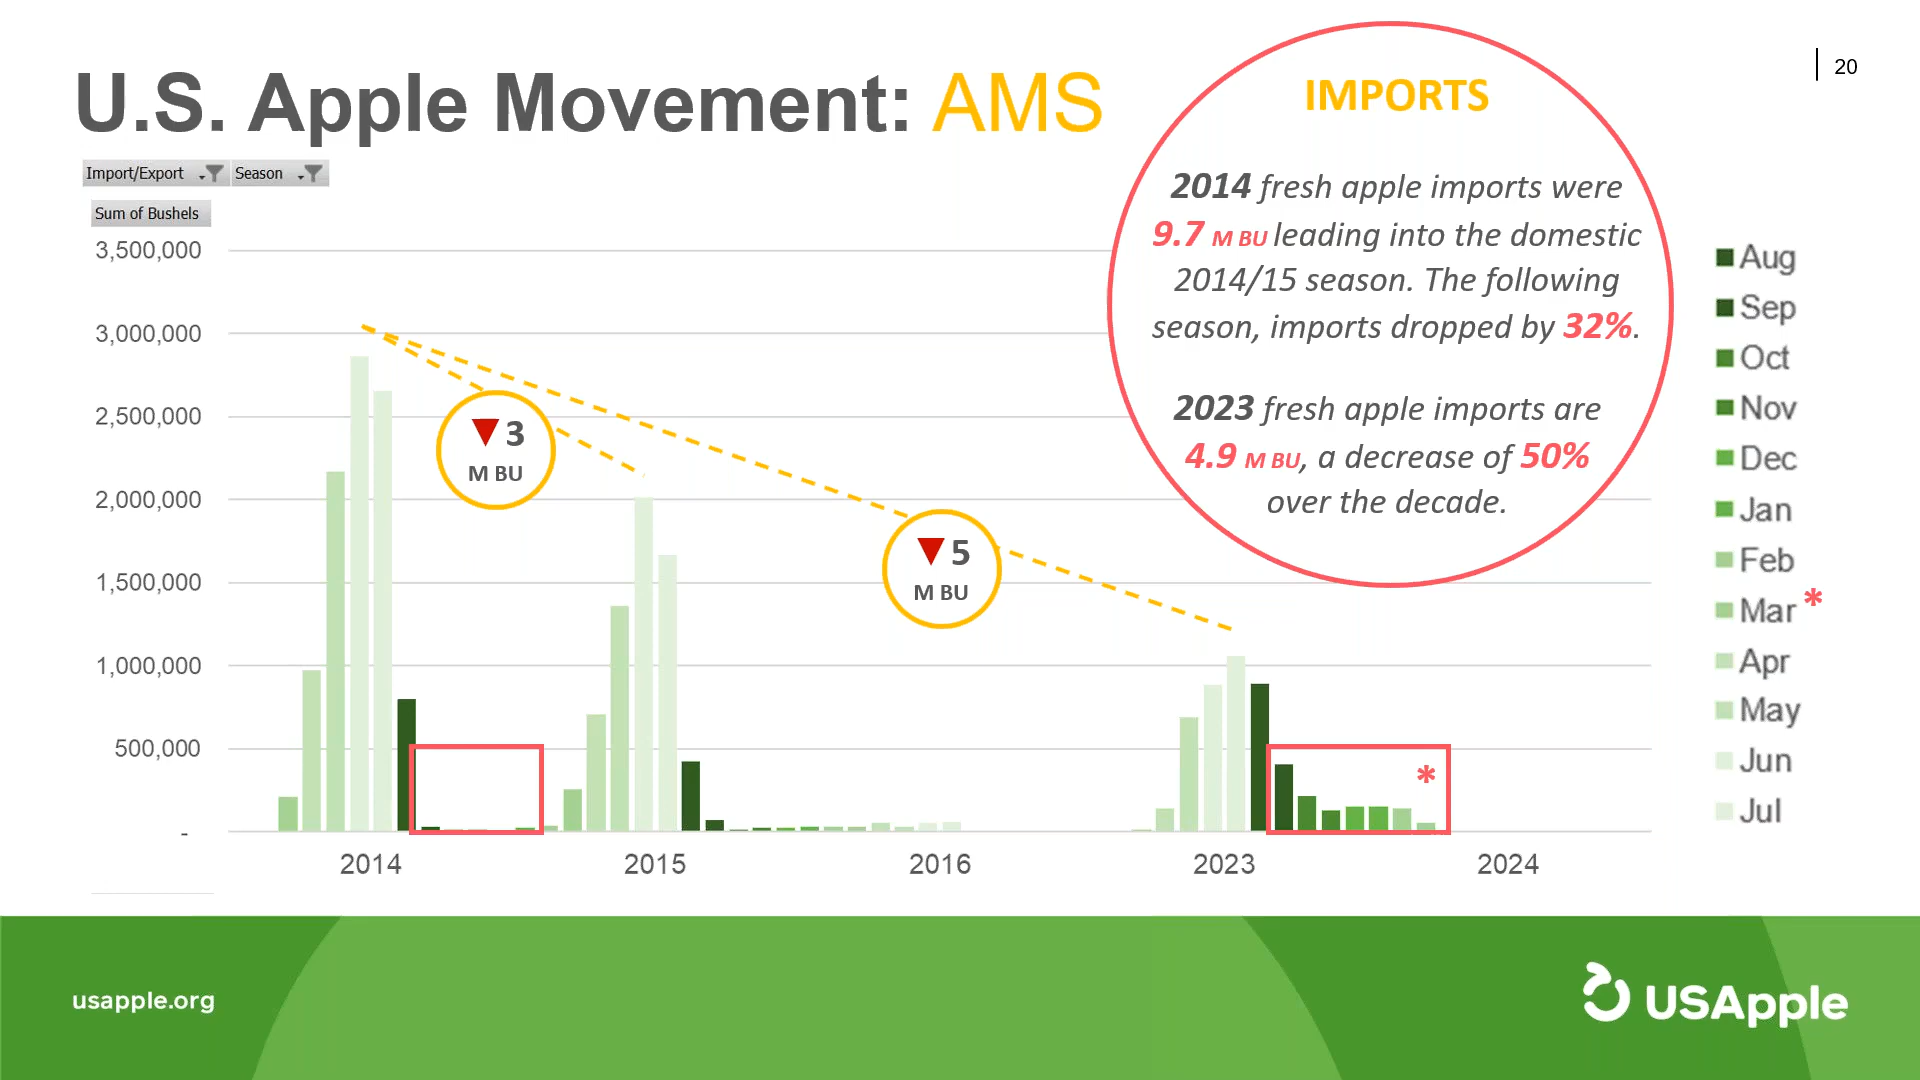 20
U.S. Apple Movement: AMS
Import/Export
Season
Sum of Bushels
IMPORTS
2014 fresh apple imports were
9.7 M BU leading into the domestic
2014/15 season. The following
season, imports dropped by 32%.
2023 fresh apple imports are
4.9 M BU, a decrease of 50%
over the decade.
3,500,000
3,000,000
2,500,000
2,000,000
1,500,000
1,000,000
500,000
-
3
M BU
5
M BU
*
2014
2015
2016
2023
2024
Aug
Sep
Oct
Nov
Dec
Jan
Feb
Mar *
Apr
May
Jun
Jul
usapple.org
USApple